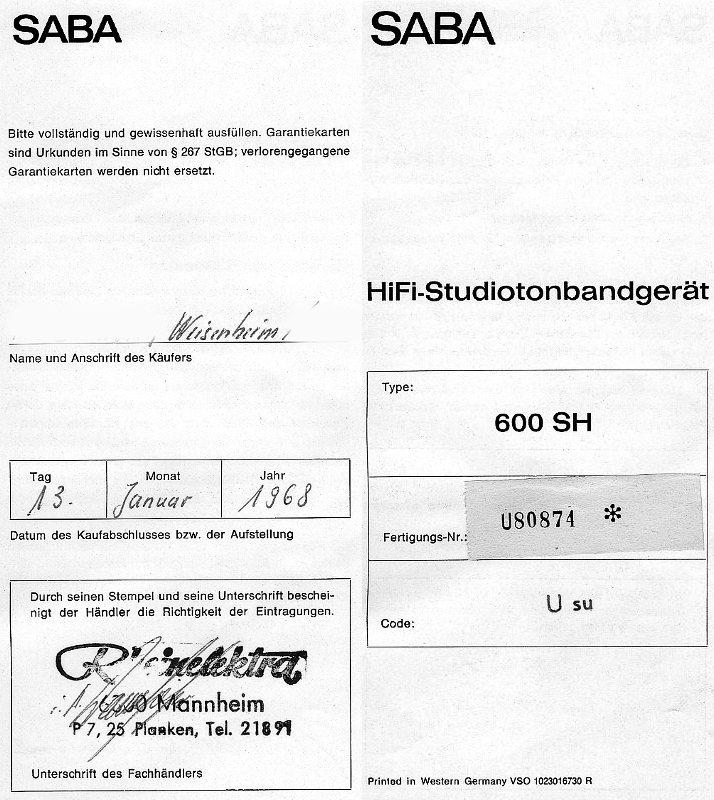 SABA
Bitte vollständig und gewissenhaft ausfüllen. Garantiekarten
sind Urkunden im Sinne von § 267 StGB; verlorengegangene
Garantiekarten werden nicht ersetzt.
Weisenheim
Name und Anschrift des Käufers
Tag Monat Jahr
13. Januar 1968
Datum des Kaufabschlusses bzw. der Aufstellung
Durch seinen Stempel und seine Unterschrift beschei-
nigt der Händler die Richtigkeit der Eintragungen.
Rheinelektra
Mannheim
P 7, 25 Planken, Tel. 21891
Unterschrift des Fachhändlers
SABA
HiFi-Studiotonbandgerät
Type:
600 SH
Fertigungs-Nr.: U80874 *
U su
Code:
Printed in Western Germany VSO 1023016730 R